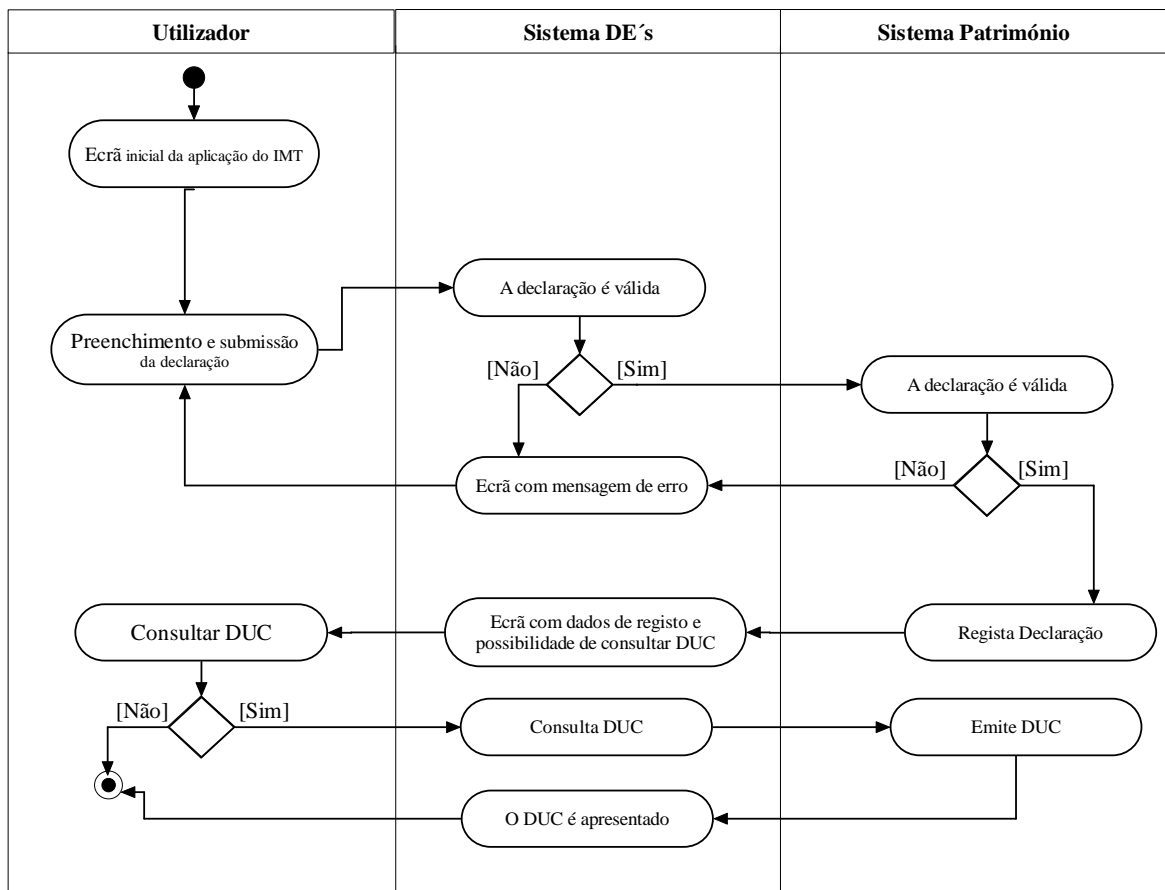 Utilizador
Sistema DE´s
Sistema Património
Ecrã inicial da aplicação do IMT
A declaração é válida
Preenchimento e submissão
da declaração
[Não]
[Sim]
A declaração é válida
[Não]
[Sim]
Ecrã com mensagem de erro
Consultar DUC
Ecrã com dados de registo e
possibilidade de consultar DUC
Regista Declaração
[Não]
[Sim]
Consulta DUC
Emite DUC
O DUC é apresentado